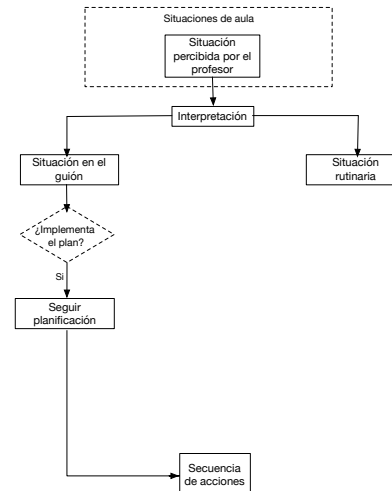 Situaciones de aula
Situación
percibida por el
profesor
Interpretación
Situación en el
guión
Situación
rutinaria
¿Implementa
el plan?
Si
Seguir
planificación
Secuencia
de acciones